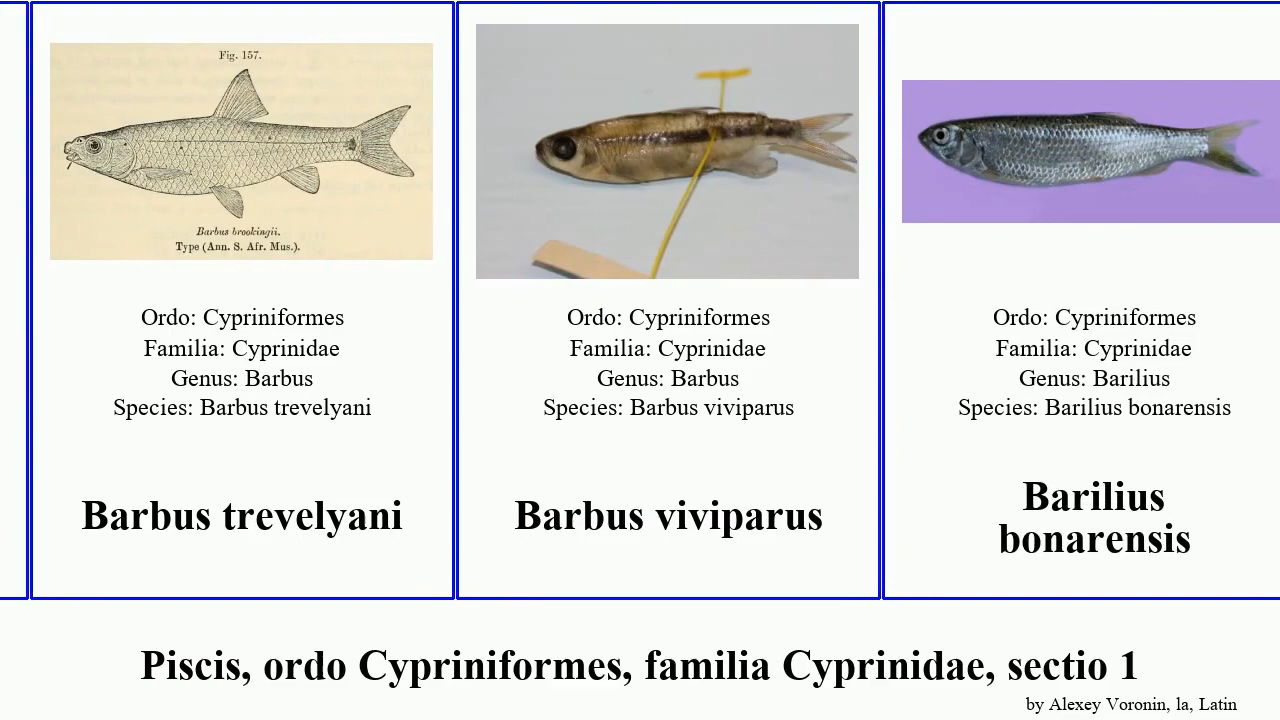 Fig. 157.
Barbus brookingii.
Type (Ann. S. Afr. Mus.).
Ordo: Cypriniformes
Familia: Cyprinidae
Genus: Barbus
Species: Barbus trevelyani
Barbus trevelyani
Ordo: Cypriniformes
Familia: Cyprinidae
Genus: Barbus
Species: Barbus viviparus
Barbus viviparus
Ordo: Cypriniformes
Familia: Cyprinidae
Genus: Barilius
Species: Barilius bonarensis
Barilius
bonarensis
Piscis, ordo Cypriniformes, familia Cyprinidae, sectio 1
by Alexey Voronin, la, Latin